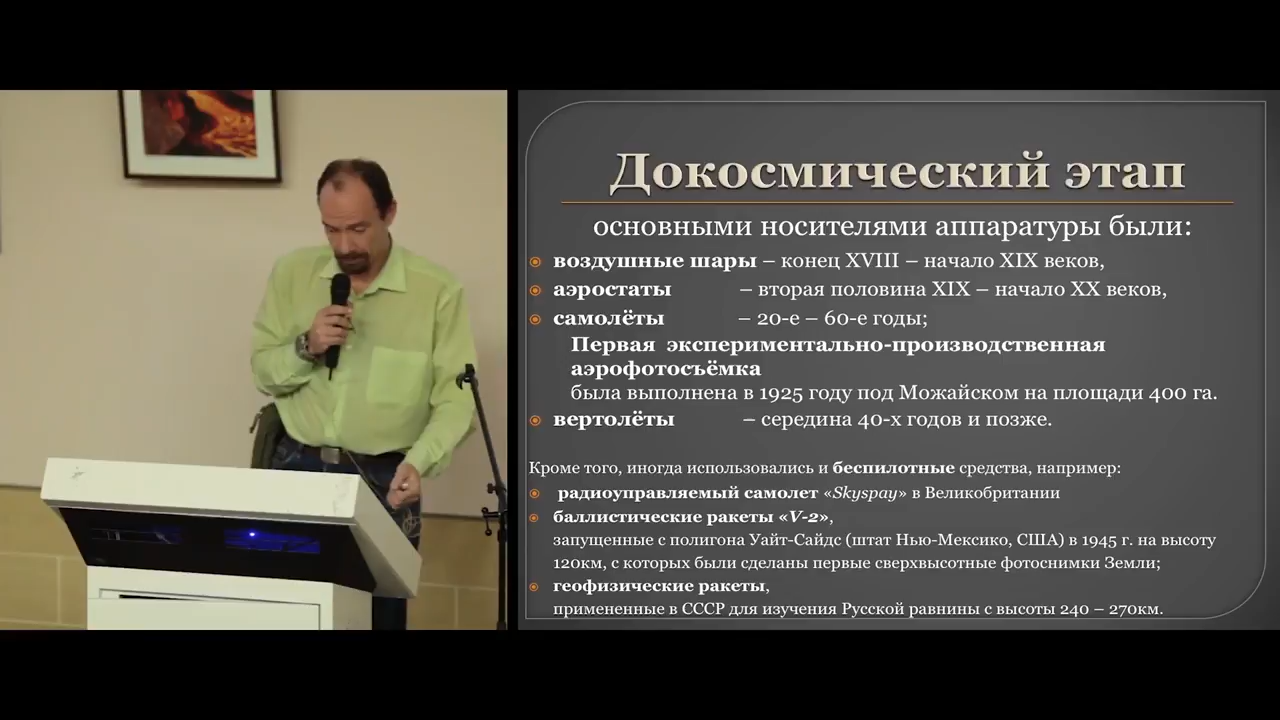 Докосмический этап
основными носителями аппаратуры были:
воздушные шары – конец XVIII – начало XIX веков,
аэростаты – вторая половина XIX – начало XX веков,
самолёты – 20-е – 60-е годы;
Первая экспериментально-производственная
аэрофотосъёмка
была выполнена в 1925 году под Можайском на площади 400 га.
вертолёты – середина 40-х годов и позже.
Кроме того, иногда использовались и беспилотные средства, например:
радиоуправляемый самолет «Skyspay» в Великобритании
баллистические ракеты «V-2»,
запущенные с полигона Уайт-Сайдс (штат Нью-Мексико, США) в 1945 г. на высоту
120км, с которых были сделаны первые сверхвысотные фотоснимки Земли;
геофизические ракеты,
примененные в СССР для изучения Русской равнины с высоты 240 – 270км.